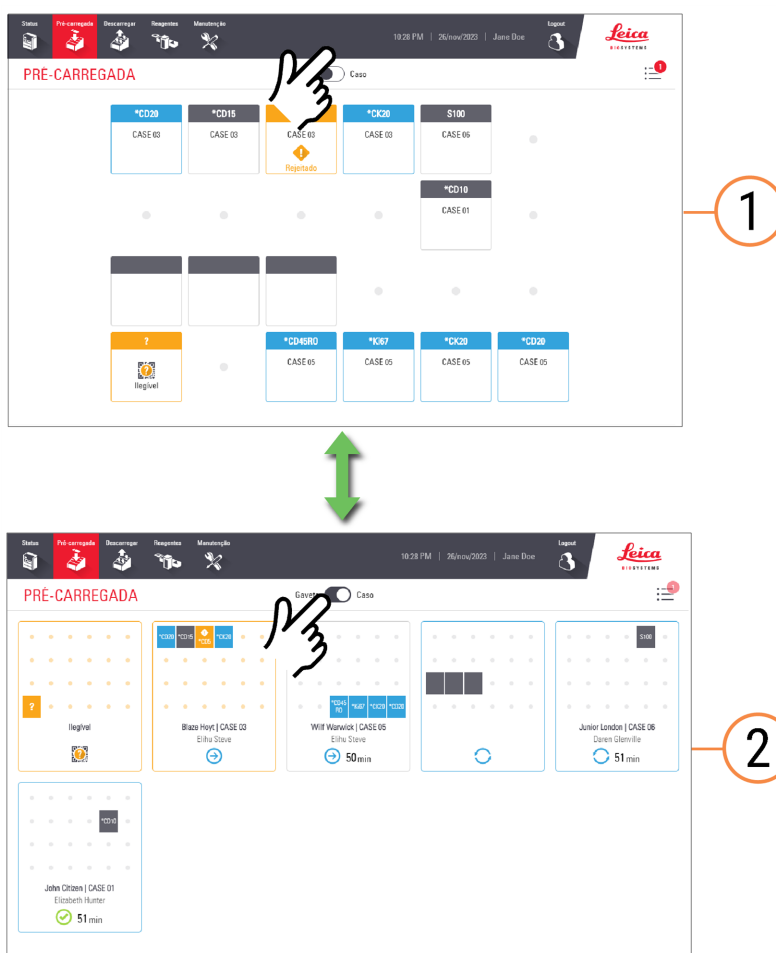 Status Pré-carregada Descarregar Reagentes Manutenção Logout
10:28 PM | 26/nov/2023 | Jane Doe
Leica
BIOSYSTEMS
PRÉ-CARREGADA Caso 1
*CD20 *CD15 *CK20 S100
CASE 03 CASE 03 CASE 03 CASE 03 CASE 06
Rejeitado
*CD10
CASE 01
1
? *CD45RO *Ki67 *CK20 *CD20
CASE 05 CASE 05 CASE 05 CASE 05
?
Ilegível
Status Pré-carregada Descarregar Reagentes Manutenção Logout
10:28 PM | 26/nov/2023 | Jane Doe
Leica
BIOSYSTEMS
PRÉ-CARREGADA Gaveta Caso 1
*CD20 *CD15 *CD5 *CK20 S100
? *CD45RO *Ki67 *CK20 *CD20
Ilegível Blaze Hoyt | CASE 03 Wilf Warwick | CASE 05 Junior London | CASE 06
Elihu Steve Elihu Steve Daren Glenville
? 50 min 51 min
2
*CD10
John Citizen | CASE 01
Elizabeth Hunter
51 min